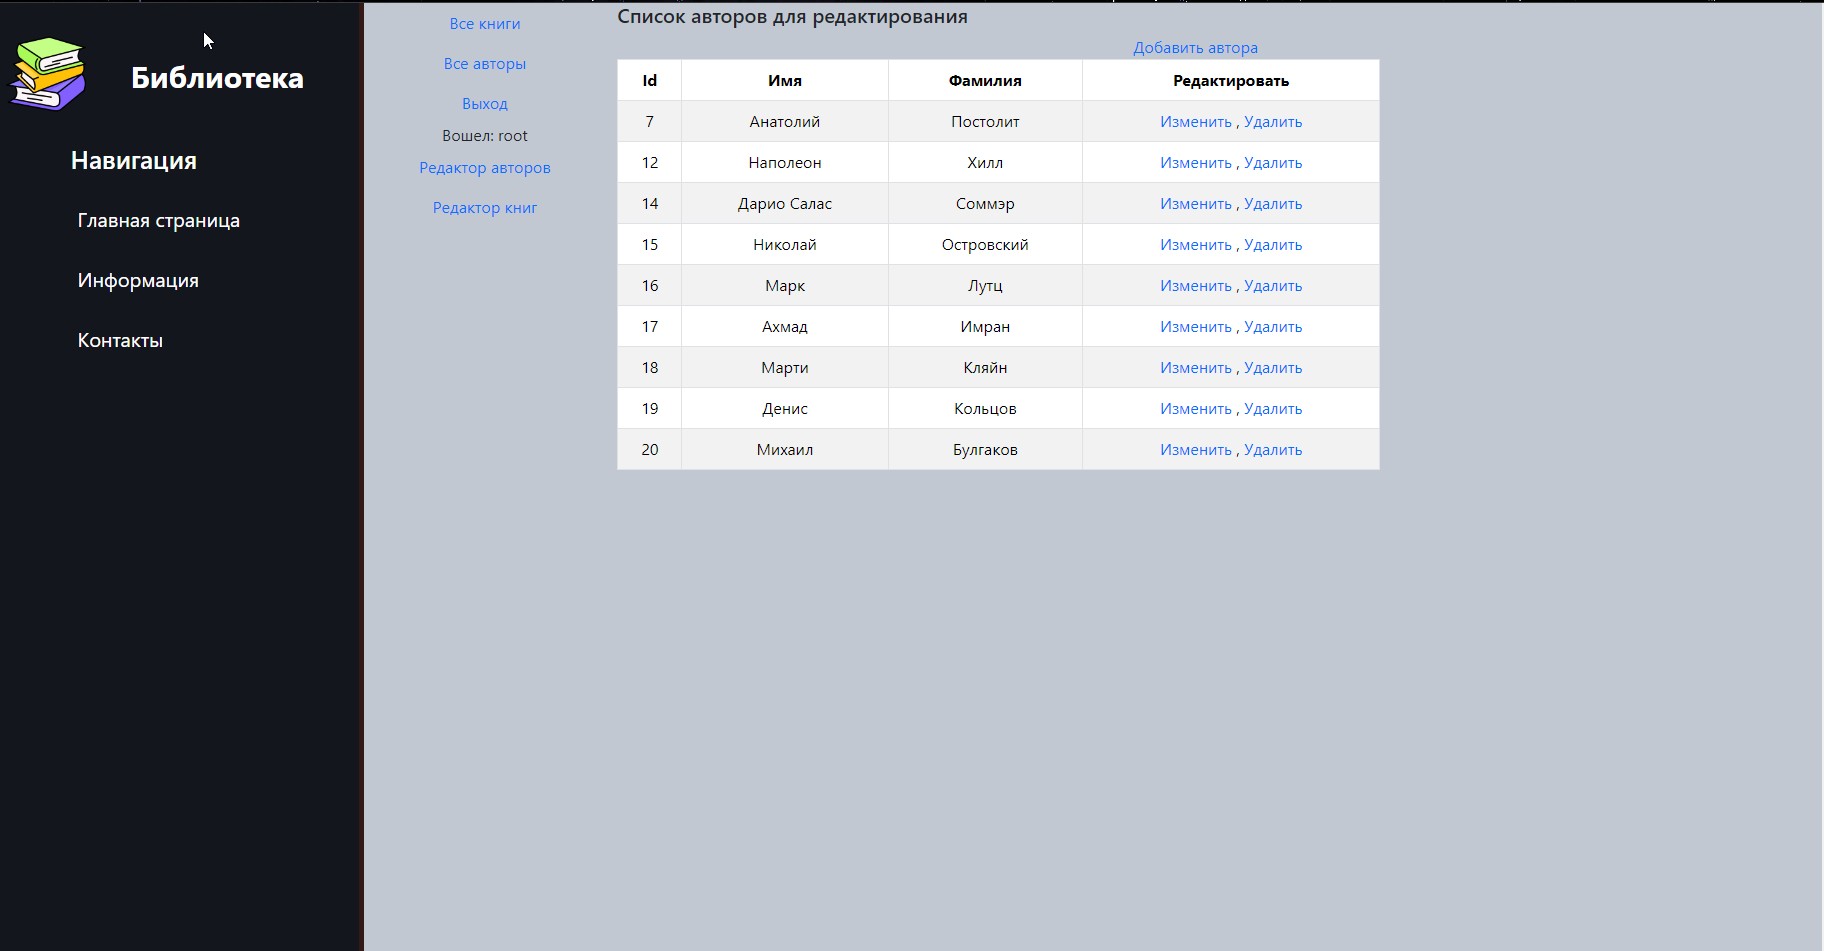 Библиотека
Навигация
Главная страница
Информация
Контакты
Все книги
Все авторы
Выход
Вошел: root
Редактор авторов
Редактор книг
Список авторов для редактирования
Добавить автора
Id Имя Фамилия Редактировать
7 Анатолий Постолит Изменить , Удалить
12 Наполеон Хилл Изменить , Удалить
14 Дарио Салас Соммэр Изменить , Удалить
15 Николай Островский Изменить , Удалить
16 Марк Лутц Изменить , Удалить
17 Ахмад Имран Изменить , Удалить
18 Марти Кляйн Изменить , Удалить
19 Денис Кольцов Изменить , Удалить
20 Михаил Булгаков Изменить , Удалить